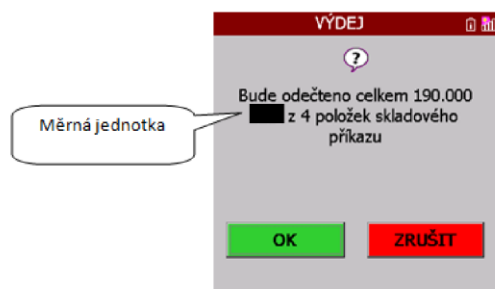 VÝDEJ
?
Bude odečteno celkem 190.000
z 4 položek skladového
příkazu
Měrná jednotka
OK
ZRUŠIT